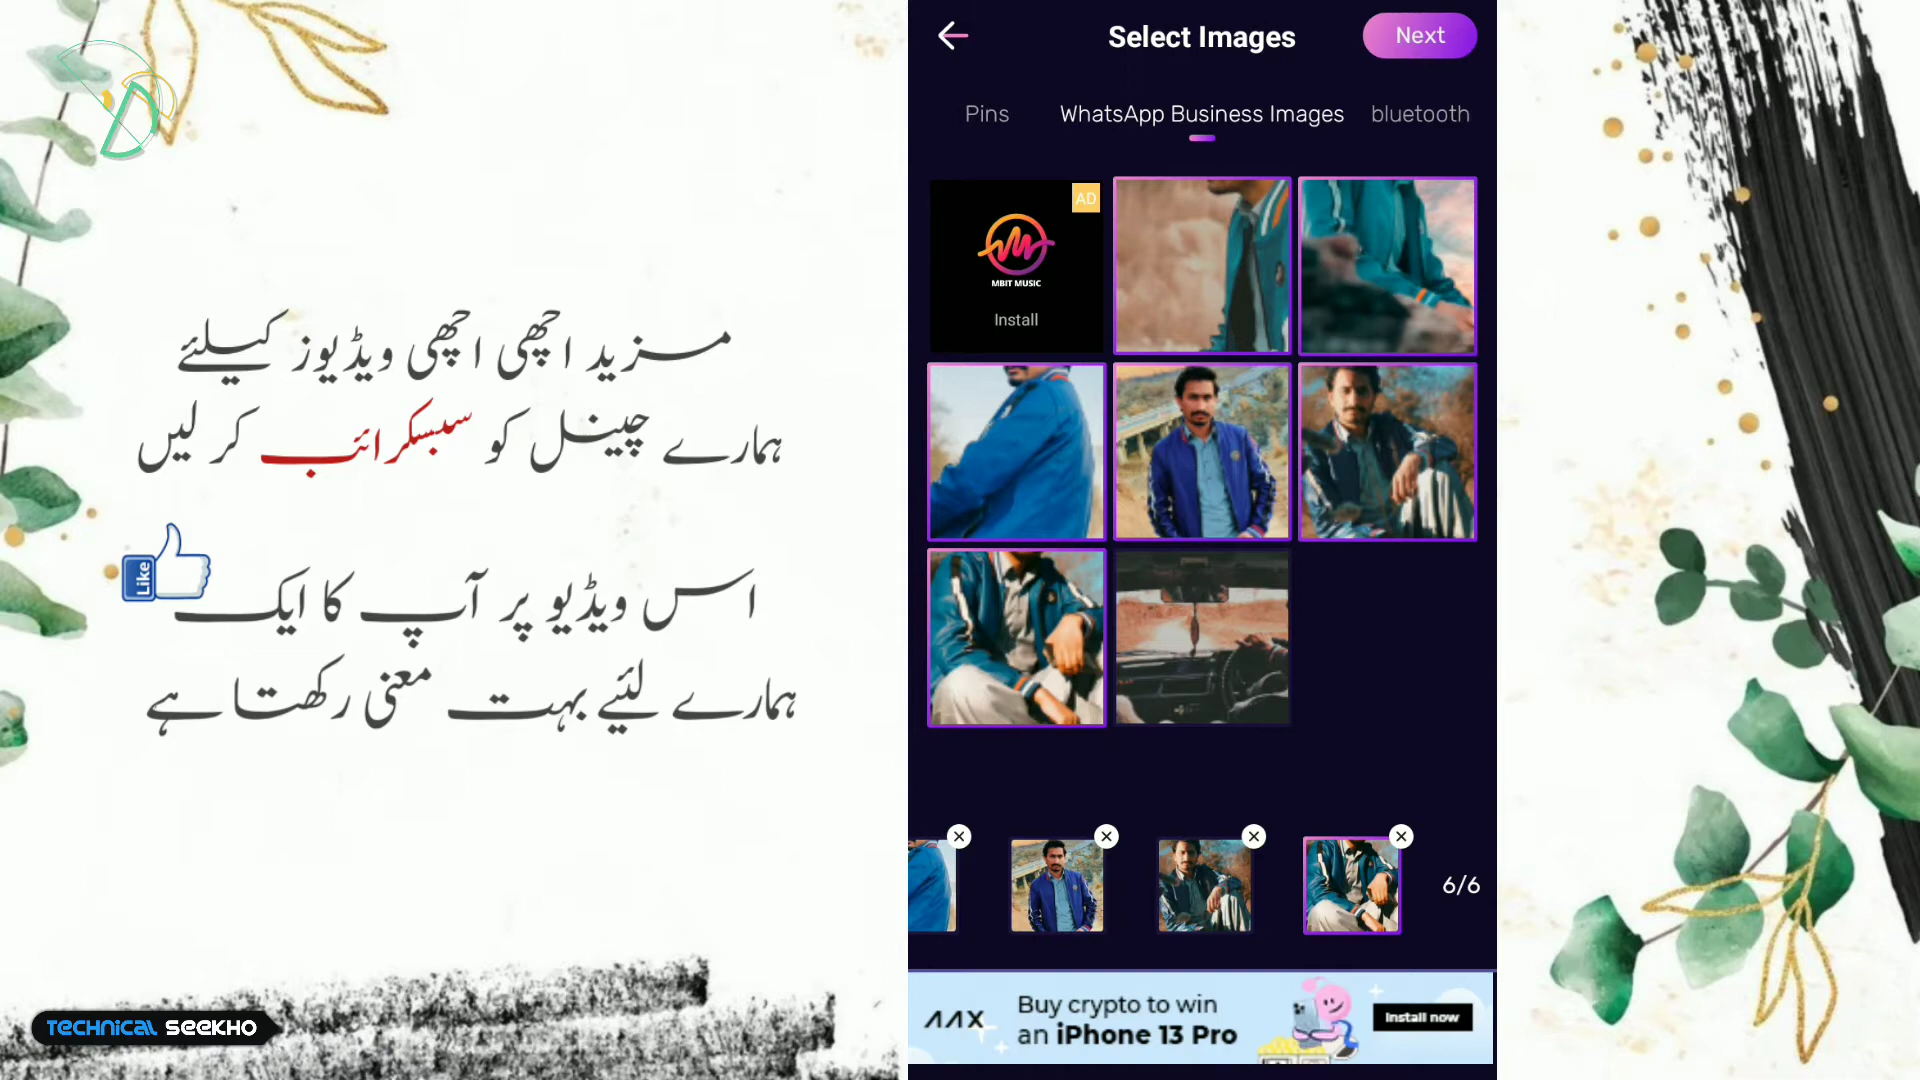 مزید اچھی اچھی ویڈیوز کیلئے
ہمارے چینل کو سبسکرائب کر لیں
Like
اس ویڈیو پر آپ کا ایک
ہمارے لئیے بہت معنی رکھتا ہے
TECHNICAL SEEKHO
Select Images
Next
Pins
WhatsApp Business Images
bluetooth
AD
MBIT MUSIC
Install
6/6
AAX
Buy crypto to win
an iPhone 13 Pro
Install now